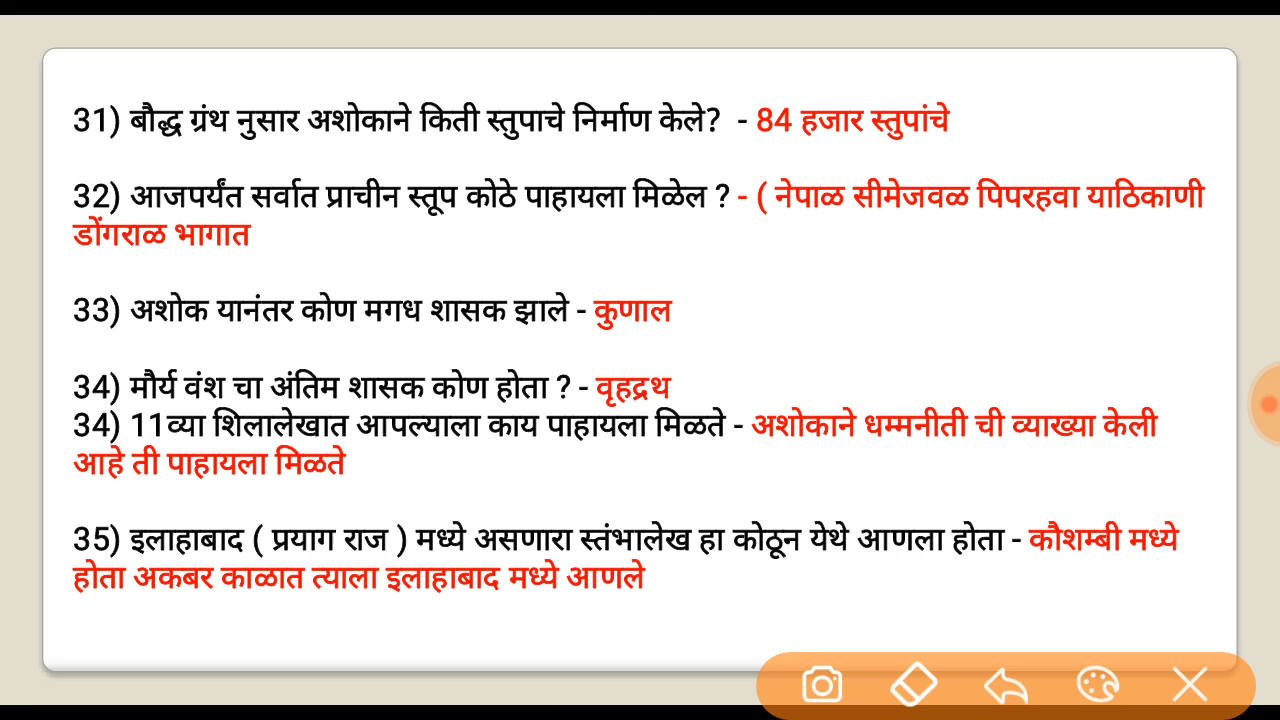 31) बौद्ध ग्रंथ नुसार अशोकाने किती स्तुपाचे निर्माण केले? - 84 हजार स्तुपांचे
32) आजपर्यंत सर्वात प्राचीन स्तूप कोठे पाहायला मिळेल ? - ( नेपाळ सीमेजवळ पिपरहवा याठिकाणी
डोंगराळ भागात
33) अशोक यानंतर कोण मगध शासक झाले - कुणाल
34) मौर्य वंश चा अंतिम शासक कोण होता ? - वृहद्रथ
34) 11व्या शिलालेखात आपल्याला काय पाहायला मिळते - अशोकाने धम्मनीती ची व्याख्या केली
आहे ती पाहायला मिळते
35) इलाहाबाद ( प्रयाग राज ) मध्ये असणारा स्तंभालेख हा कोठून येथे आणला होता - कौशम्बी मध्ये
होता अकबर काळात त्याला इलाहाबाद मध्ये आणले